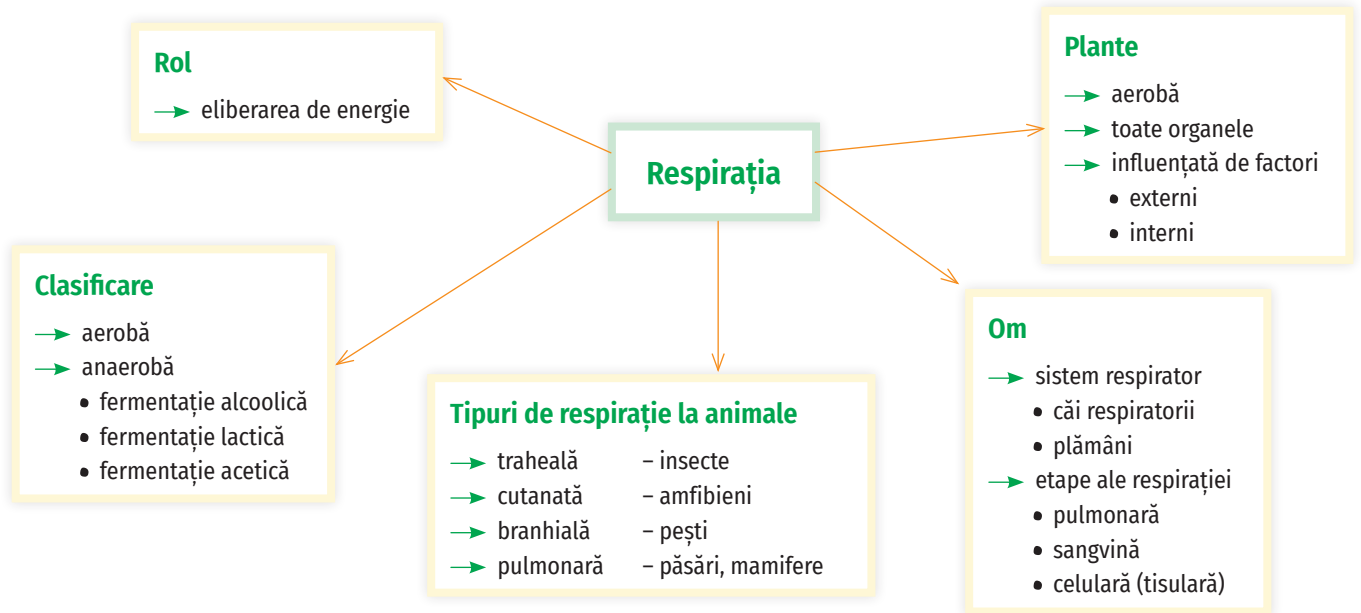 Respirația
Rol
eliberarea de energie
Plante
aerobă
toate organele
influențată de factori
• externi
• interni
Clasificare
aerobă
anaerobă
• fermentație alcoolică
• fermentație lactică
• fermentație acetică
Tipuri de respirație la animale
traheală – insecte
cutanată – amfibieni
branhială – pești
pulmonară – păsări, mamifere
Om
sistem respirator
• căi respiratorii
• plămâni
etape ale respirației
• pulmonară
• sangvină
• celulară (tisulară)